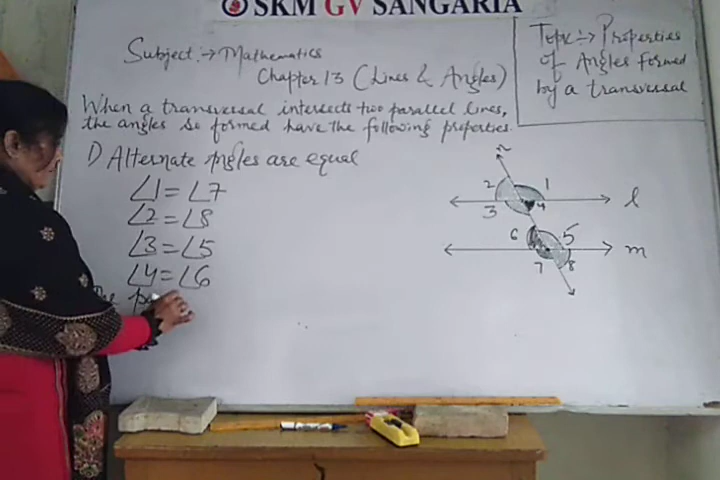 SKM GV SANGARIA
Subject :→ Mathematics
Chapter 13 (Lines & Angles)
Topic :→ Properties
of Angles formed
by a transversal
When a transversal intersects two parallel lines,
the angles so formed have the following properties.
1) Alternate Angles are equal
∠1 = ∠7
∠2 = ∠8
∠3 = ∠5
∠4 = ∠6
n
2 1
3 4
l
6 5
m
7 8